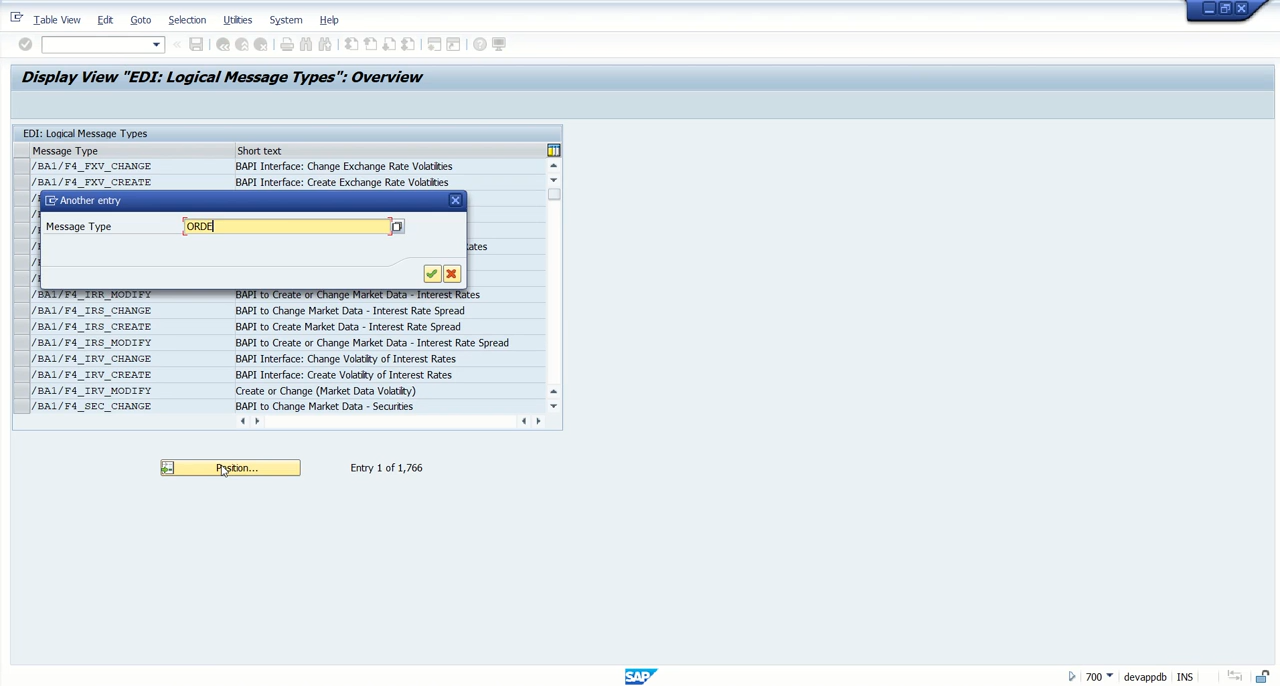 Table View Edit Goto Selection Utilities System Help
Display View "EDI: Logical Message Types": Overview
EDI: Logical Message Types
Message Type Short text
/BA1/F4_FXV_CHANGE BAPI Interface: Change Exchange Rate Volatilities
/BA1/F4_FXV_CREATE BAPI Interface: Create Exchange Rate Volatilities
Another entry
Message Type ORDE
ates
/BA1/F4_IRR_MODIFY BAPI to Create or Change Market Data - Interest Rates
/BA1/F4_IRS_CHANGE BAPI to Change Market Data - Interest Rate Spread
/BA1/F4_IRS_CREATE BAPI to Create Market Data - Interest Rate Spread
/BA1/F4_IRS_MODIFY BAPI to Create or Change Market Data - Interest Rate Spread
/BA1/F4_IRV_CHANGE BAPI Interface: Change Volatility of Interest Rates
/BA1/F4_IRV_CREATE BAPI Interface: Create Volatility of Interest Rates
/BA1/F4_IRV_MODIFY Create or Change (Market Data Volatility)
/BA1/F4_SEC_CHANGE BAPI to Change Market Data - Securities
Position... Entry 1 of 1,766
SAP 700 devappdb INS